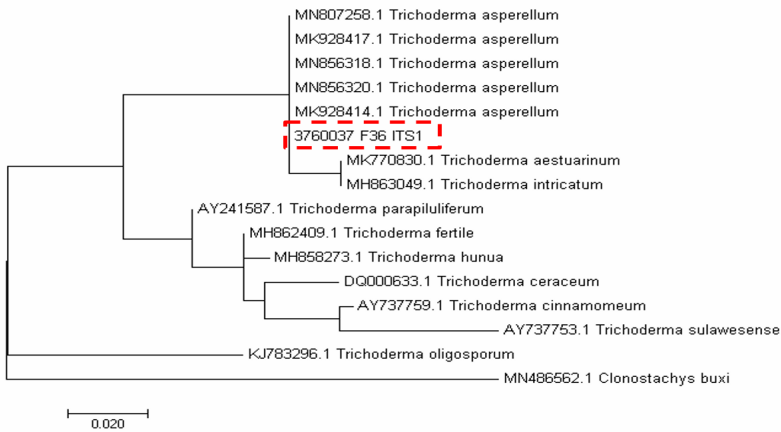 MN807258.1 Trichoderma asperellum
MK928417.1 Trichoderma asperellum
MN856318.1 Trichoderma asperellum
MN856320.1 Trichoderma asperellum
MK928414.1 Trichoderma asperellum
3760037 F36 ITS1
MK770830.1 Trichoderma aestuarinum
MH863049.1 Trichoderma intricatum
AY241587.1 Trichoderma parapiluliferum
MH862409.1 Trichoderma fertile
MH858273.1 Trichoderma hunua
DQ000633.1 Trichoderma ceraceum
AY737759.1 Trichoderma cinnamomeum
AY737753.1 Trichoderma sulawesense
KJ783296.1 Trichoderma oligosporum
MN486562.1 Clonostachys buxi
0.020